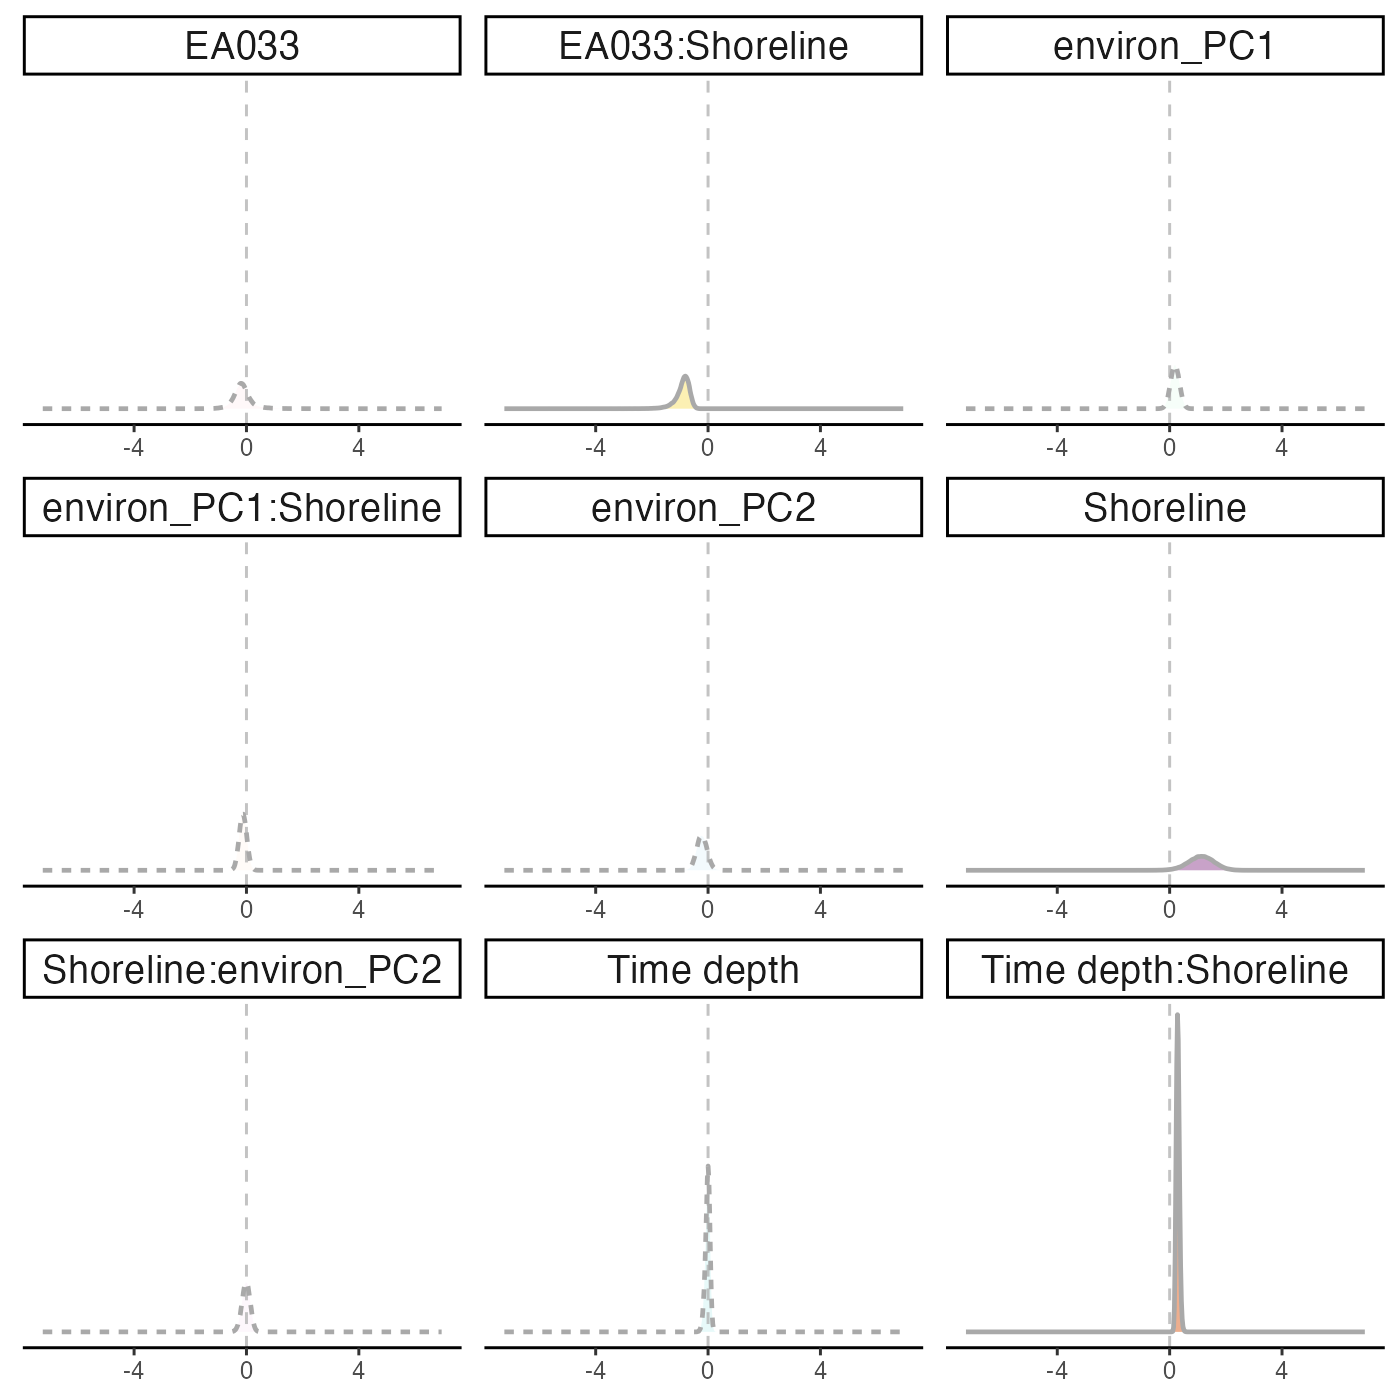 EA033
EA033:Shoreline
environ_PC1
-4 0 4
-4 0 4
-4 0 4
environ_PC1:Shoreline
environ_PC2
Shoreline
-4 0 4
-4 0 4
-4 0 4
Shoreline:environ_PC2
Time depth
Time depth:Shoreline
-4 0 4
-4 0 4
-4 0 4